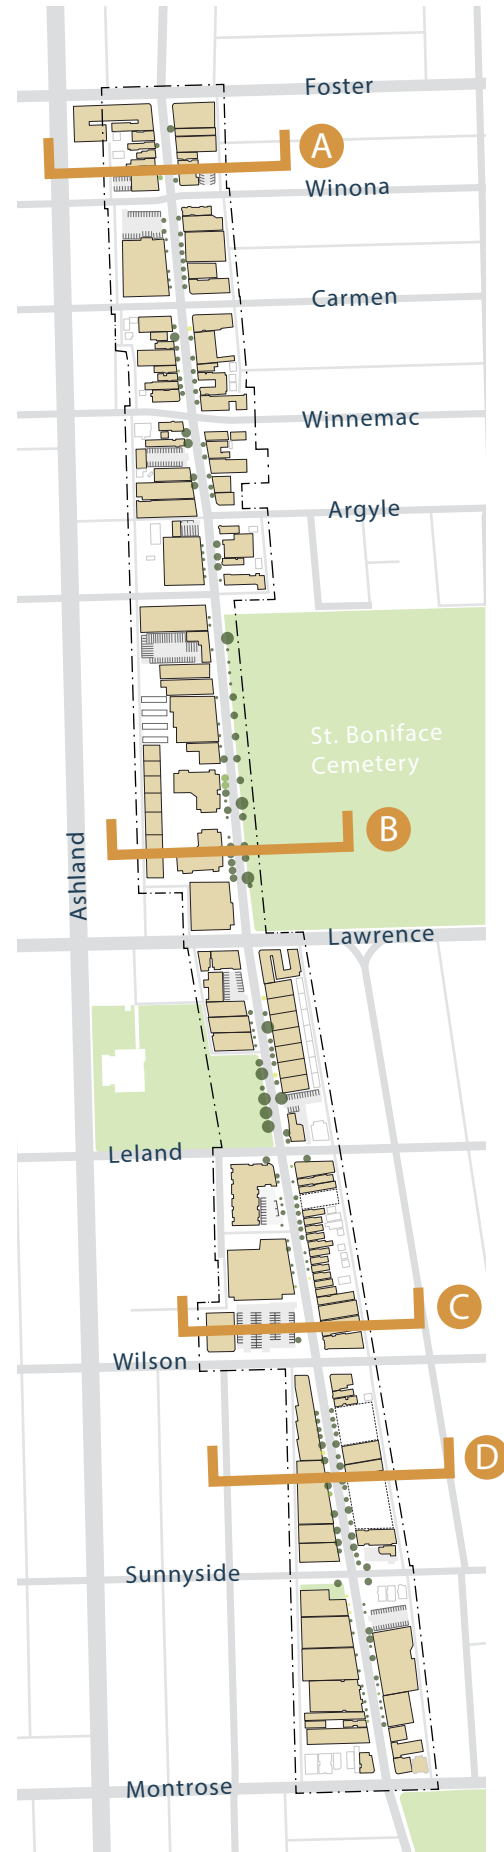 Foster
A
Winona
Carmen
Winnemac
Argyle
St. Boniface
Cemetery
B
Ashland
Lawrence
Leland
C
Wilson
D
Sunnyside
Montrose